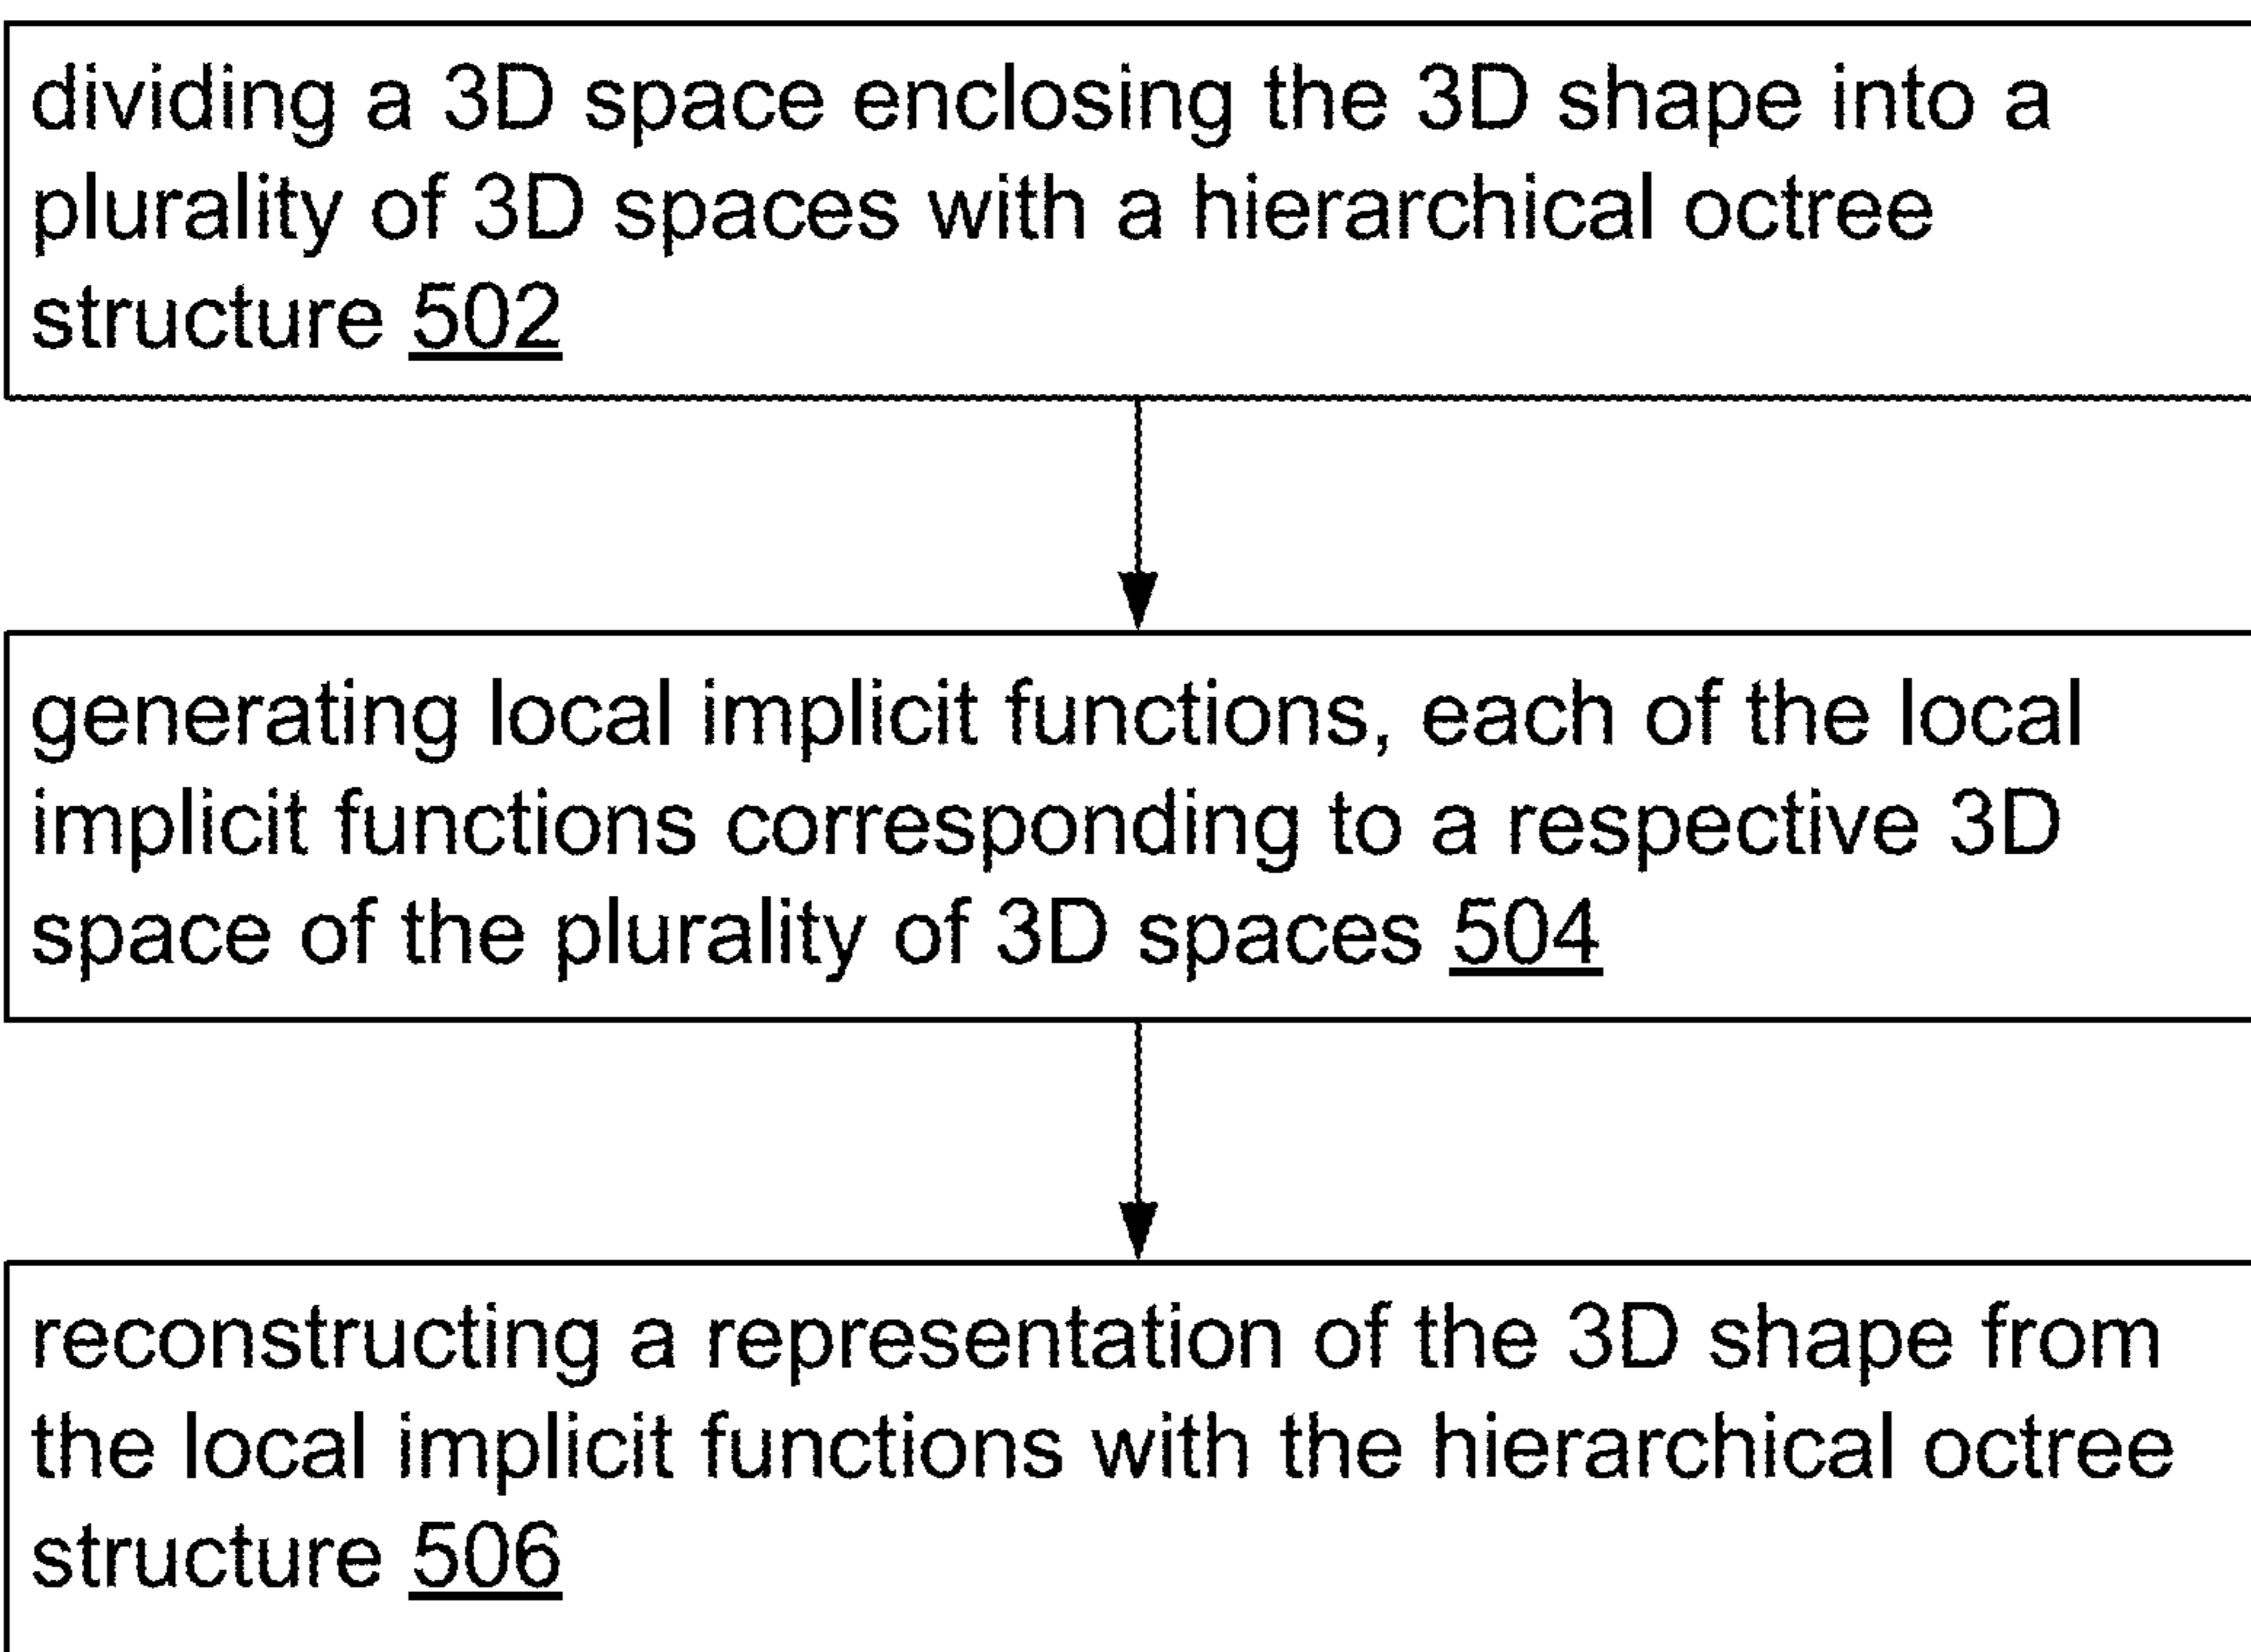 dividing a 3D space enclosing the 3D shape into a
plurality of 3D spaces with a hierarchical octree
structure 502
generating local implicit functions, each of the local
implicit functions corresponding to a respective 3D
space of the plurality of 3D spaces 504
reconstructing a representation of the 3D shape from
the local implicit functions with the hierarchical octree
structure 506